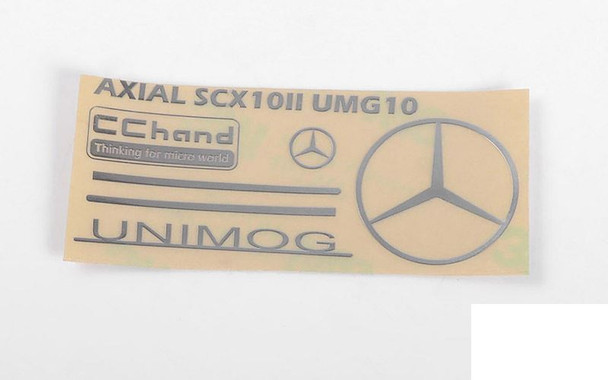 AXIAL SCX10II UMG10
CChand
Thinking for micro world
UNIMOG